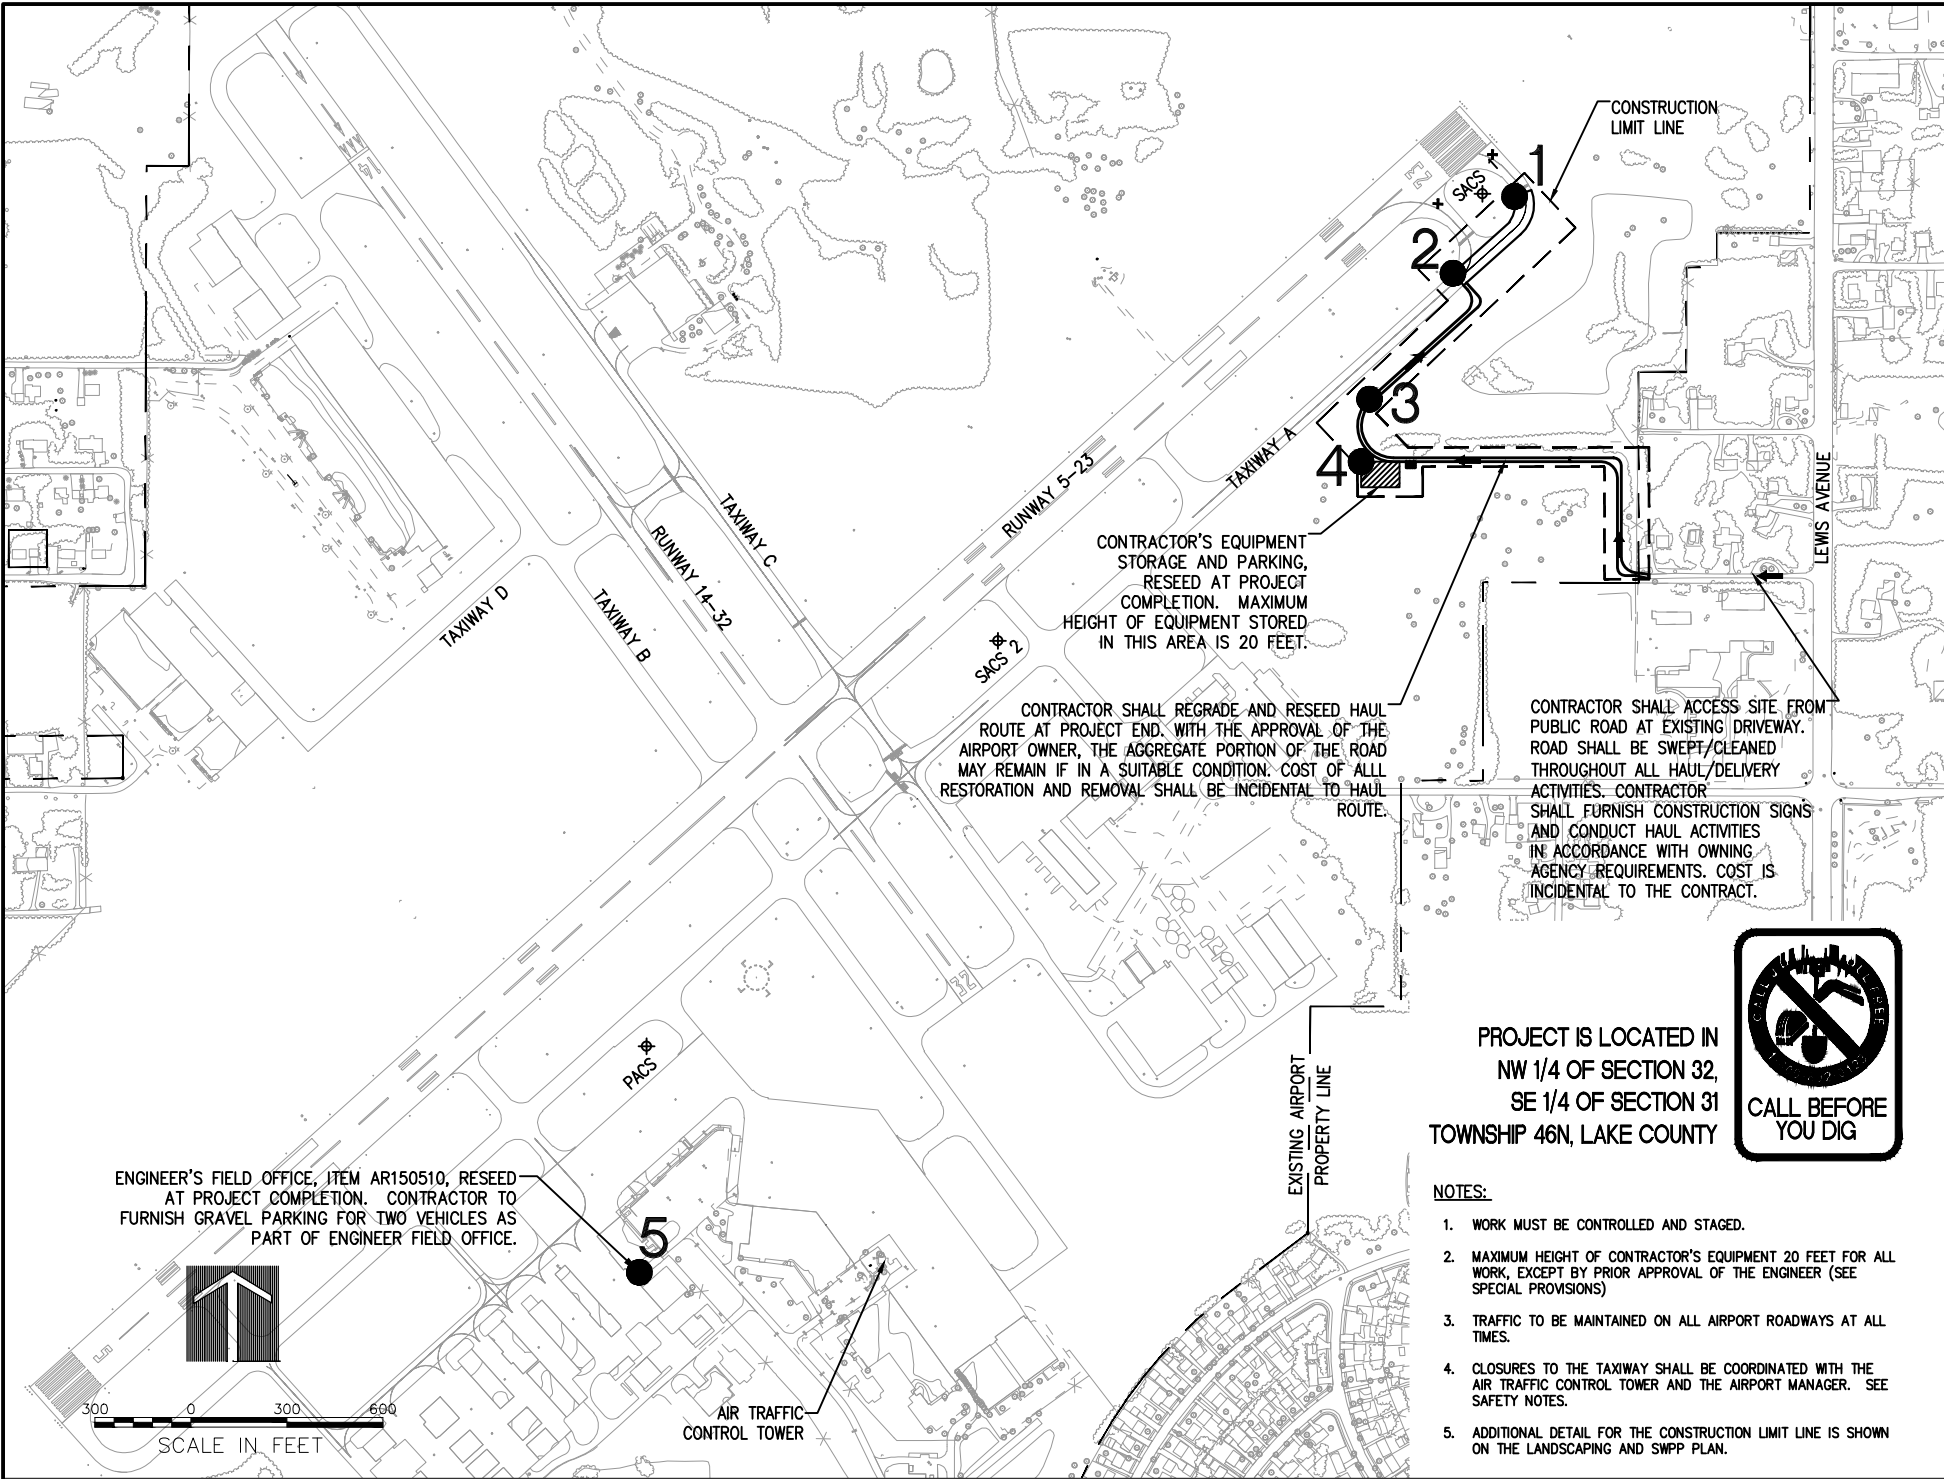 CONSTRUCTION
LIMIT LINE
1
SACS 1
23
2
3
4
TAXIWAY A
RUNWAY 5-23
LEWIS AVENUE
TAXIWAY C
RUNWAY 14-32
TAXIWAY B
TAXIWAY D
14
SACS 2
CONTRACTOR'S EQUIPMENT
STORAGE AND PARKING,
RESEED AT PROJECT
COMPLETION. MAXIMUM
HEIGHT OF EQUIPMENT STORED
IN THIS AREA IS 20 FEET.
CONTRACTOR SHALL REGRADE AND RESEED HAUL
ROUTE AT PROJECT END. WITH THE APPROVAL OF THE
AIRPORT OWNER, THE AGGREGATE PORTION OF THE ROAD
MAY REMAIN IF IN A SUITABLE CONDITION. COST OF ALLL
RESTORATION AND REMOVAL SHALL BE INCIDENTAL TO HAUL
ROUTE.
CONTRACTOR SHALL ACCESS SITE FROM
PUBLIC ROAD AT EXISTING DRIVEWAY.
ROAD SHALL BE SWEPT/CLEANED
THROUGHOUT ALL HAUL/DELIVERY
ACTIVITIES. CONTRACTOR
SHALL FURNISH CONSTRUCTION SIGNS
AND CONDUCT HAUL ACTIVITIES
IN ACCORDANCE WITH OWNING
AGENCY REQUIREMENTS. COST IS
INCIDENTAL TO THE CONTRACT.
32
PACS
EXISTING AIRPORT
PROPERTY LINE
PROJECT IS LOCATED IN
NW 1/4 OF SECTION 32,
SE 1/4 OF SECTION 31
TOWNSHIP 46N, LAKE COUNTY
CALL BEFORE
YOU DIG
ENGINEER'S FIELD OFFICE, ITEM AR150510, RESEED
AT PROJECT COMPLETION. CONTRACTOR TO
FURNISH GRAVEL PARKING FOR TWO VEHICLES AS
PART OF ENGINEER FIELD OFFICE.
5
5
AIR TRAFFIC
CONTROL TOWER
300 0 300 600
SCALE IN FEET
NOTES:
1. WORK MUST BE CONTROLLED AND STAGED.
2. MAXIMUM HEIGHT OF CONTRACTOR'S EQUIPMENT 20 FEET FOR ALL
WORK, EXCEPT BY PRIOR APPROVAL OF THE ENGINEER (SEE
SPECIAL PROVISIONS)
3. TRAFFIC TO BE MAINTAINED ON ALL AIRPORT ROADWAYS AT ALL
TIMES.
4. CLOSURES TO THE TAXIWAY SHALL BE COORDINATED WITH THE
AIR TRAFFIC CONTROL TOWER AND THE AIRPORT MANAGER. SEE
SAFETY NOTES.
5. ADDITIONAL DETAIL FOR THE CONSTRUCTION LIMIT LINE IS SHOWN
ON THE LANDSCAPING AND SWPP PLAN.